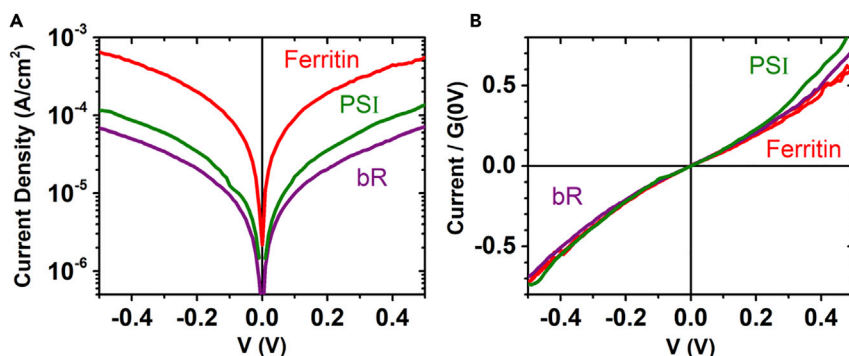 A
Current Density (A/cm²)
10⁻³
10⁻⁴
10⁻⁵
10⁻⁶
Ferritin
PSI
bR
-0.4 -0.2 0.0 0.2 0.4
V (V)
B
Current / G(0V)
0.5
0.0
-0.5
PSI
Ferritin
bR
-0.4 -0.2 0.0 0.2 0.4
V (V)